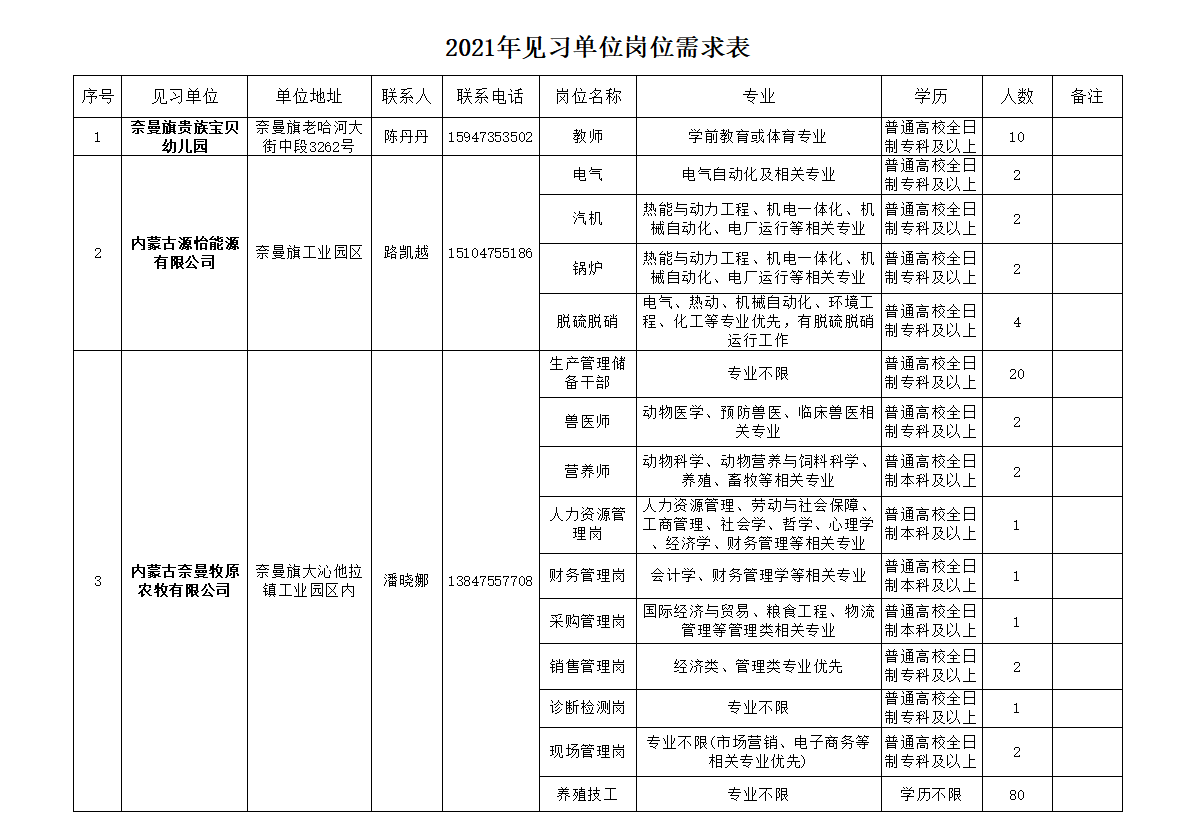 2021年见习单位岗位需求表
序号 见习单位 单位地址 联系人 联系电话 岗位名称 专业 学历 人数 备注
1
奈曼旗贵族宝贝
幼儿园
奈曼旗老哈河大
街中段3262号
陈丹丹
15947353502
教师
学前教育或体育专业
普通高校全日
制专科及以上
10
2
内蒙古源怡能源
有限公司
奈曼旗工业园区
路凯越
15104755186
电气
电气自动化及相关专业
普通高校全日
制专科及以上
2
汽机
热能与动力工程、机电一体化、机
械自动化、电厂运行等相关专业
普通高校全日
制专科及以上
2
锅炉
热能与动力工程、机电一体化、机
械自动化、电厂运行等相关专业
普通高校全日
制专科及以上
2
脱硫脱硝
电气、热动、机械自动化、环境工
程、化工等专业优先，有脱硫脱硝
运行工作
普通高校全日
制专科及以上
4
3
内蒙古奈曼牧原
农牧有限公司
奈曼旗大沁他拉
镇工业园区内
潘晓娜
13847557708
生产管理储
备干部
专业不限
普通高校全日
制专科及以上
20
兽医师
动物医学、预防兽医、临床兽医相
关专业
普通高校全日
制专科及以上
2
营养师
动物科学、动物营养与饲料科学、
养殖、畜牧等相关专业
普通高校全日
制本科及以上
2
人力资源管
理岗
人力资源管理、劳动与社会保障、
工商管理、社会学、哲学、心理学
、经济学、财务管理等相关专业
普通高校全日
制本科及以上
1
财务管理岗
会计学、财务管理学等相关专业
普通高校全日
制本科及以上
1
采购管理岗
国际经济与贸易、粮食工程、物流
管理等管理类相关专业
普通高校全日
制本科及以上
1
销售管理岗
经济类、管理类专业优先
普通高校全日
制专科及以上
2
诊断检测岗
专业不限
普通高校全日
制专科及以上
1
现场管理岗
专业不限(市场营销、电子商务等
相关专业优先)
普通高校全日
制专科及以上
2
养殖技工
专业不限
学历不限
80